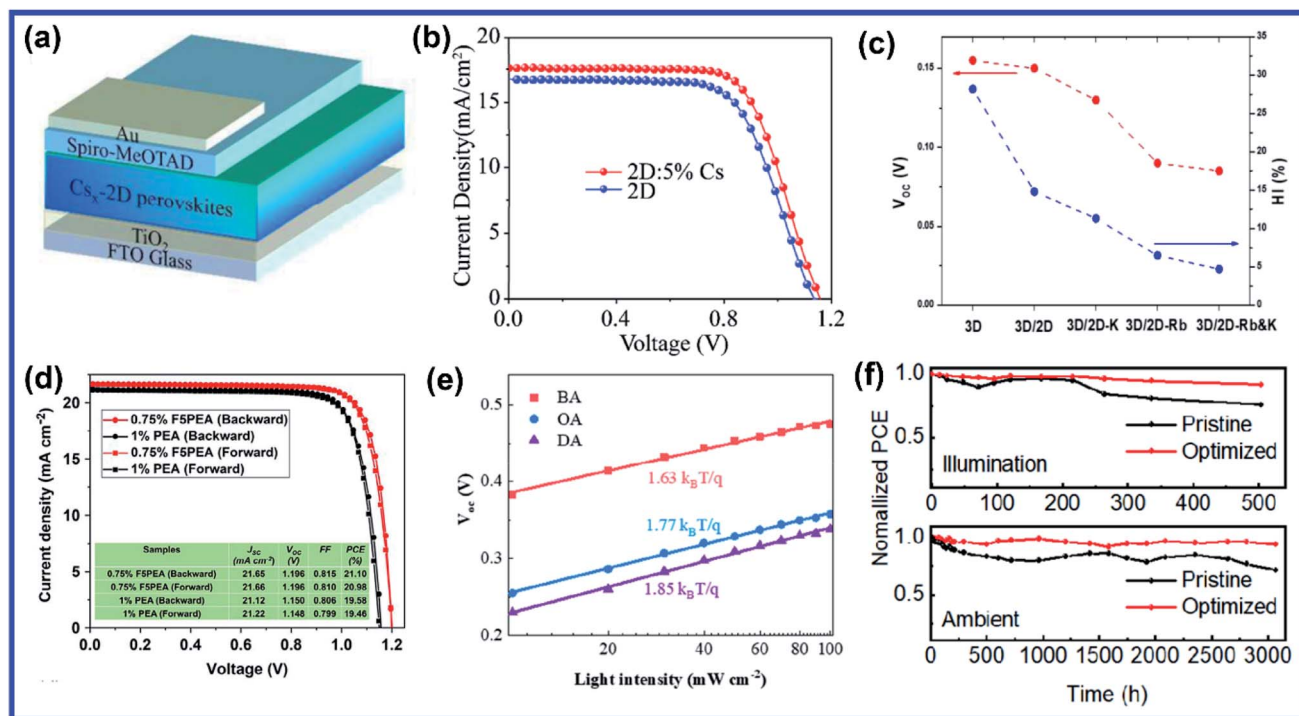 (a)
Au
Spiro-MeOTAD
Csx-2D perovskites
TiO2
FTO Glass
(b)
Current Density(mA/cm2)
20
15
10
5
0
2D:5% Cs
2D
0.0 0.4 0.8 1.2
Voltage (V)
(c)
VOC (V)
0.15
0.10
0.05
0.00
35
30
25
20
15
10
5
0
HI (%)
3D 3D/2D 3D/2D-K 3D/2D-Rb 3D/2D-Rb&K
(d)
Current density (mA cm−2)
20
15
10
5
0
0.75% F5PEA (Backward)
1% PEA (Backward)
0.75% F5PEA (Forward)
1% PEA (Forward)
Samples JSC (mA cm-2) VOC (V) FF PCE (%)
0.75% F5PEA (Backward) 21.65 1.196 0.815 21.10
0.75% F5PEA (Forward) 21.66 1.196 0.810 20.98
1% PEA (Backward) 21.12 1.150 0.806 19.58
1% PEA (Forward) 21.22 1.148 0.799 19.46
0.0 0.2 0.4 0.6 0.8 1.0 1.2
Voltage (V)
(e)
Voc (V)
0.5
0.4
0.3
0.2
BA
OA
DA
1.63 kBT/q
1.77 kBT/q
1.85 kBT/q
20 40 60 80 100
Light intensity (mW cm-2)
(f)
Normallized PCE
1.0
0.5
Pristine
Optimized
Illumination
0 100 200 300 400 500
1.0
0.5
Pristine
Optimized
Ambient
0 500 1000 1500 2000 2500 3000
Time (h)